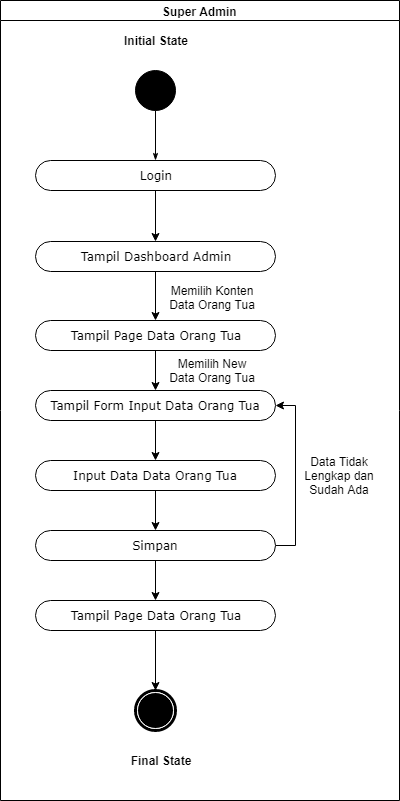 Super Admin
Initial State
Login
Tampil Dashboard Admin
Memilih Konten
Data Orang Tua
Tampil Page Data Orang Tua
Memilih New
Data Orang Tua
Tampil Form Input Data Orang Tua
Data Tidak
Lengkap dan
Sudah Ada
Input Data Data Orang Tua
Simpan
Tampil Page Data Orang Tua
Final State